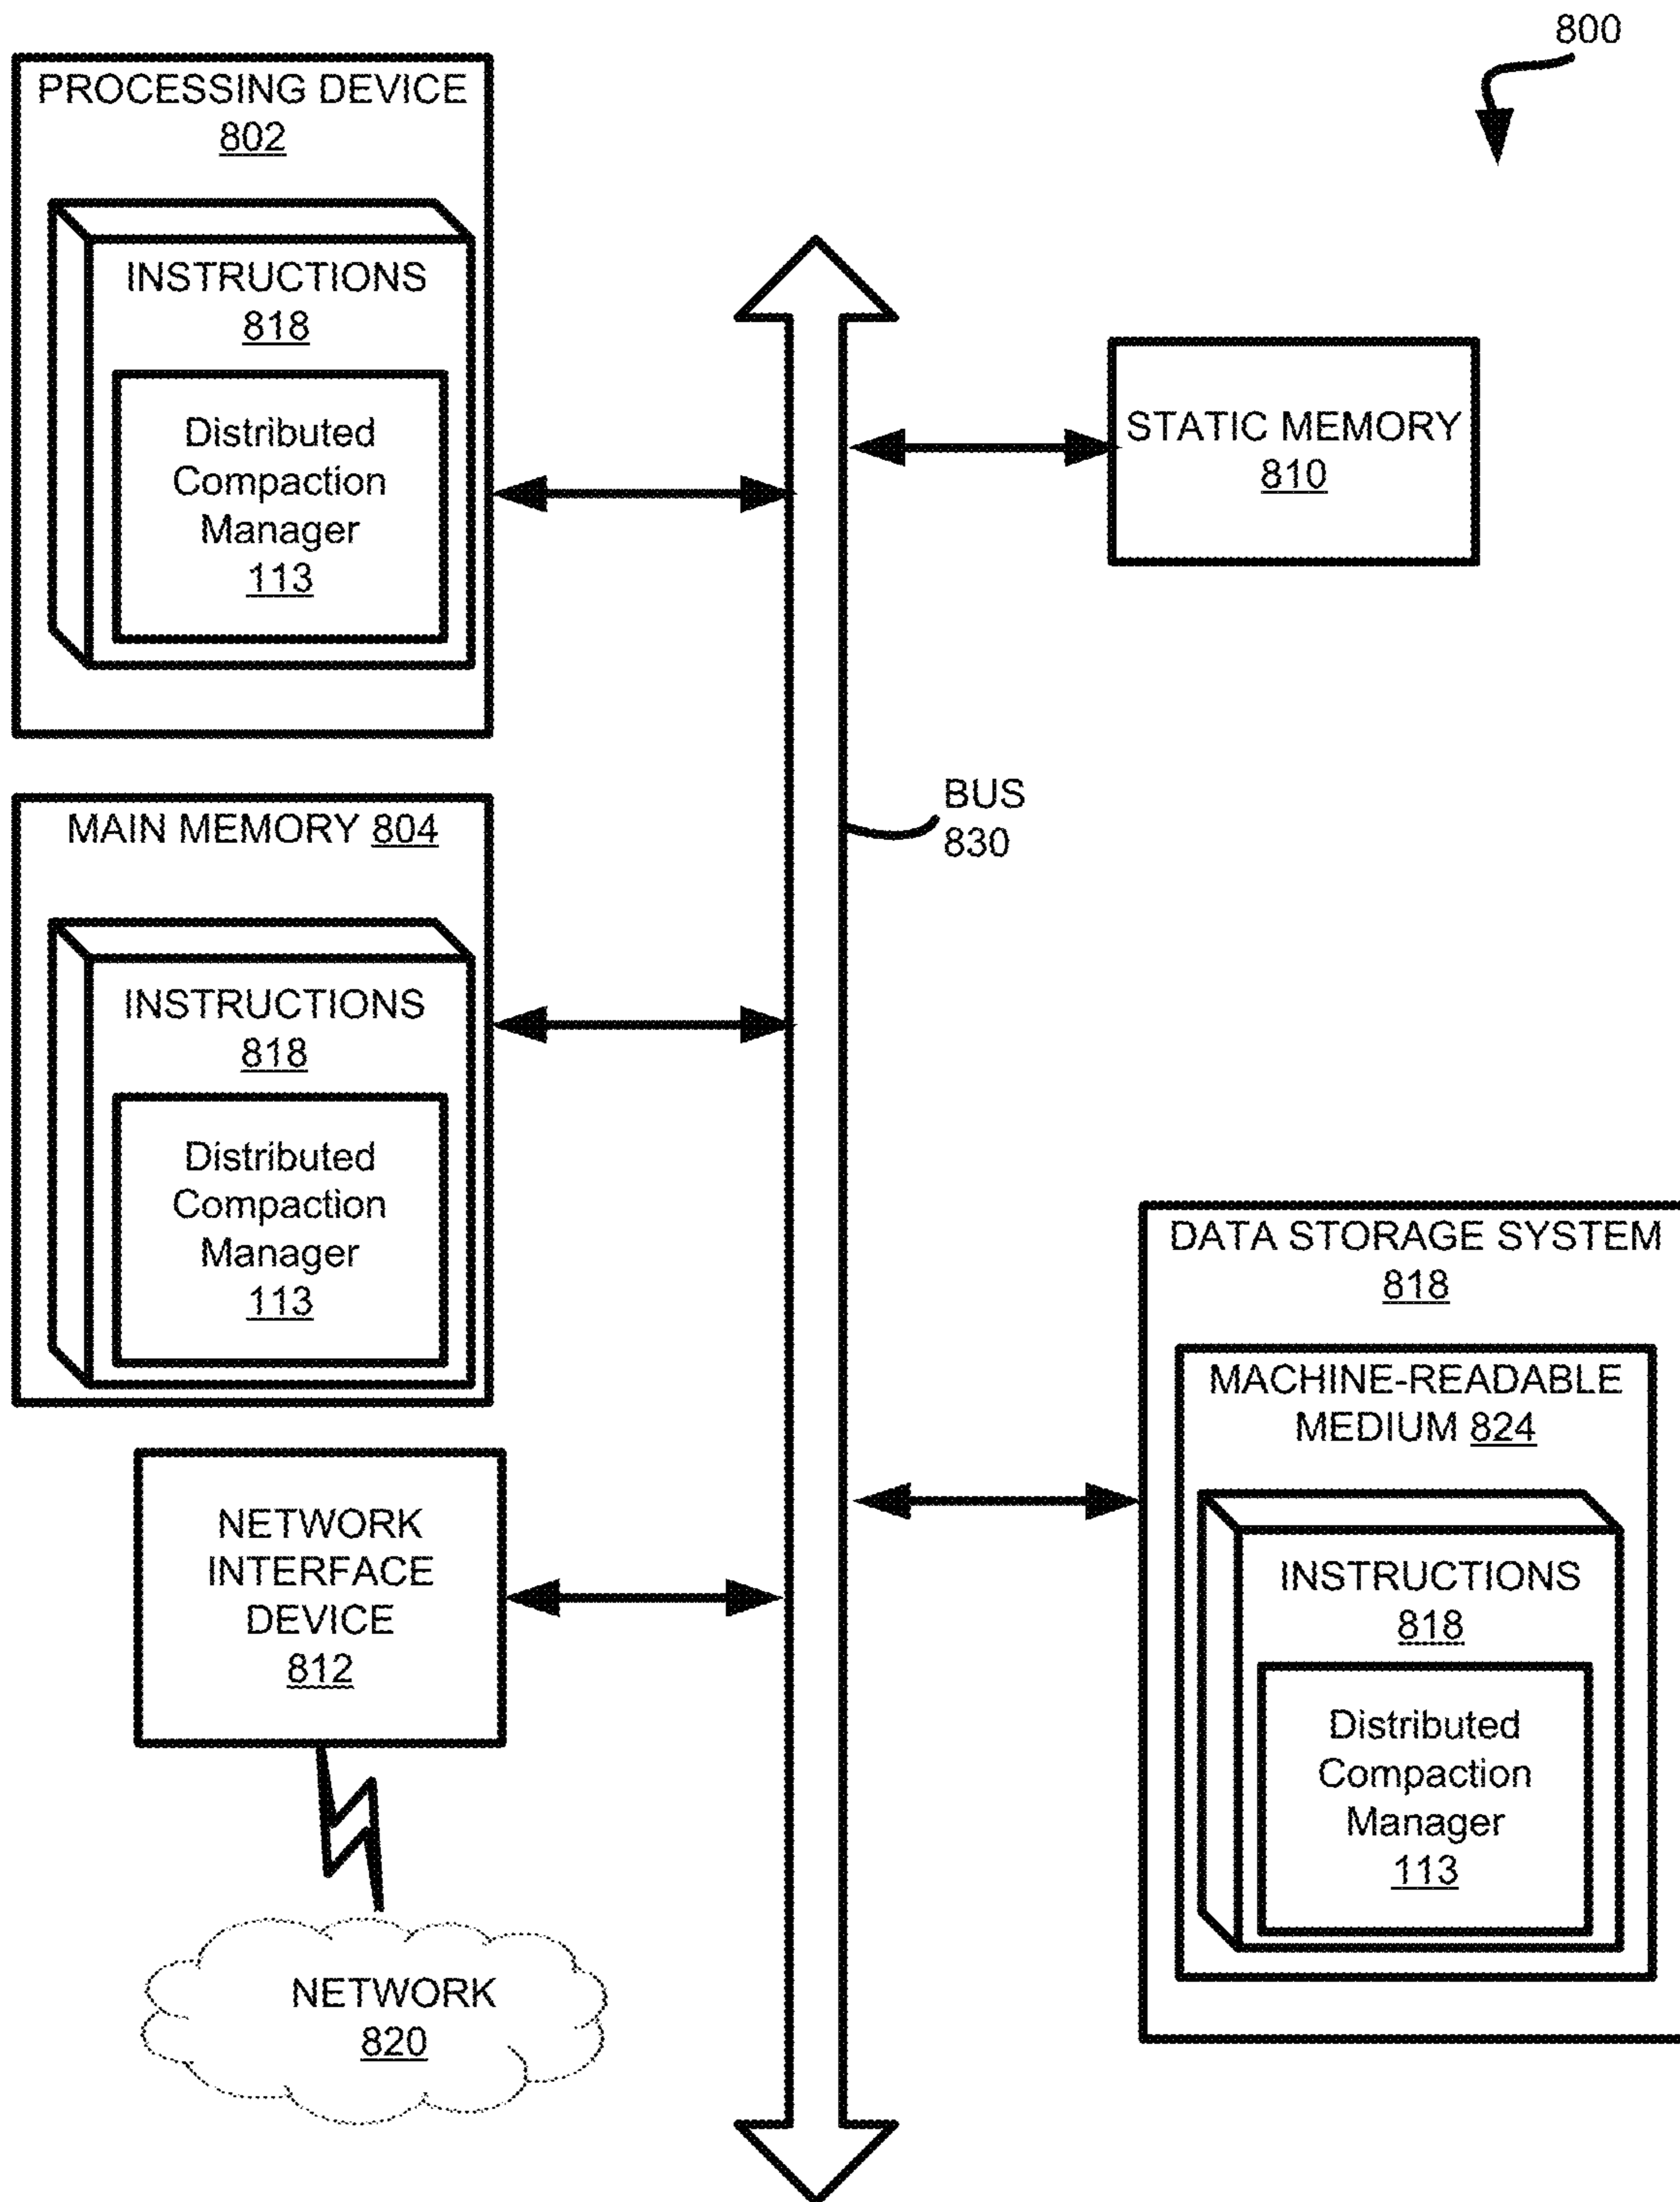 800
PROCESSING DEVICE
802
INSTRUCTIONS
818
Distributed
Compaction
Manager
113
STATIC MEMORY
810
BUS
830
MAIN MEMORY 804
INSTRUCTIONS
818
Distributed
Compaction
Manager
113
DATA STORAGE SYSTEM
818
MACHINE-READABLE
MEDIUM 824
INSTRUCTIONS
818
Distributed
Compaction
Manager
113
NETWORK
INTERFACE
DEVICE
812
NETWORK
820